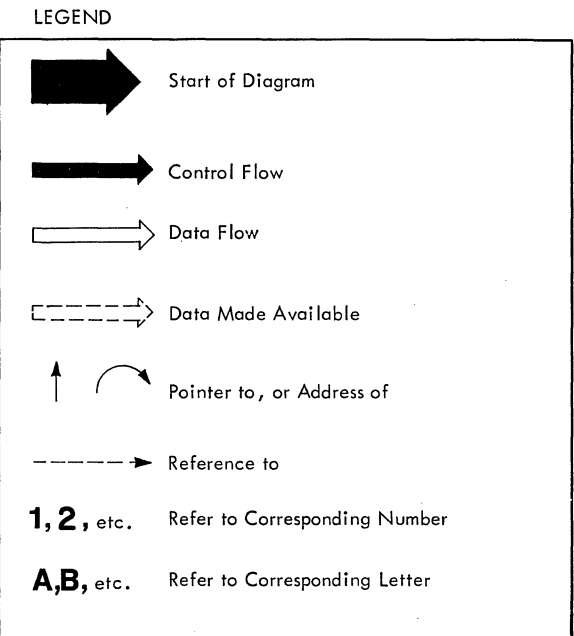 LEGEND
Start of Diagram
Control Flow
Data Flow
Data Made Available
Pointer to, or Address of
Reference to
1, 2, etc. Refer to Corresponding Number
A,B, etc. Refer to Corresponding Letter